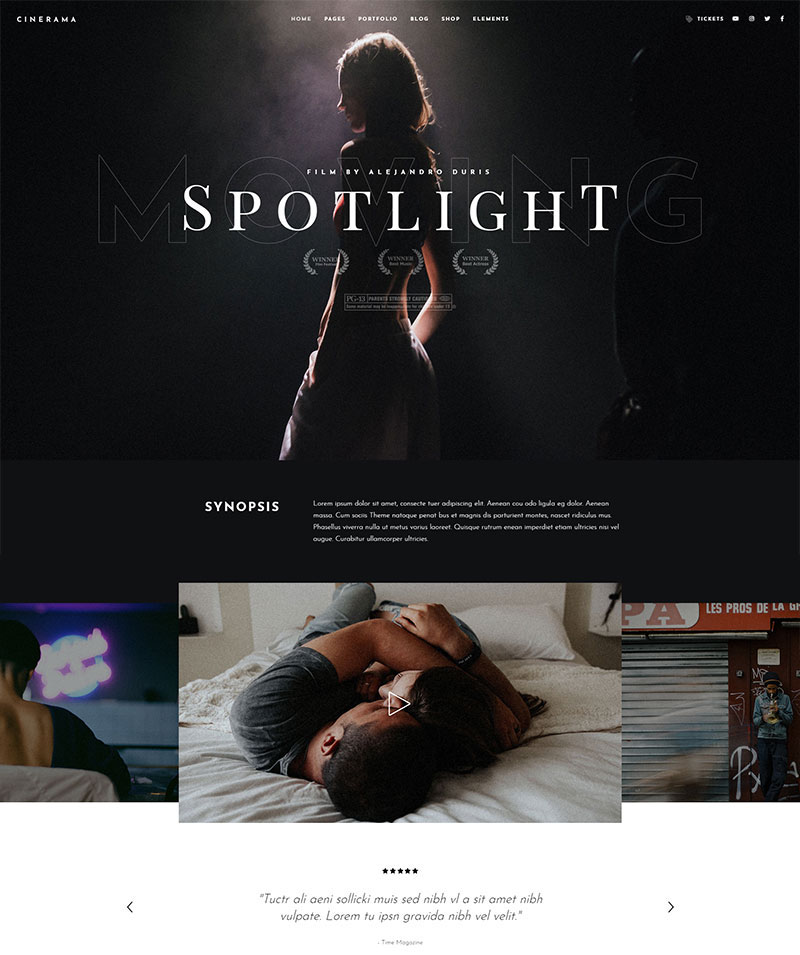 CINERAMA
HOME PAGES PORTFOLIO BLOG SHOP ELEMENTS
TICKETS
MOVING
FILM BY ALEJANDRO DURIS
SPOTLIGHT
WINNER
Film Festival
WINNER
Best Music
WINNER
Best Actress
PG-13 PARENTS STRONGLY CAUTIONED
SYNOPSIS
Lorem ipsum dolor sit amet, consecte tuer adipiscing elit. Aenean cou odo ligula eg dolor. Aenean
massa. Cum sociis Theme natoque penat bus et magnis dis parturient montes, nascet ridiculus mus.
Phasellus viverra nulla ut metus varius laoreet. Quisque rutrum enean imperdiet etiam ultricies nisi vel
augue. Curabitur ullamcorper ultricies.
PA LES PROS DE LA
"Tuctr ali aeni sollicki muis sed nibh vl a sit amet nibh
vulpate. Lorem tu ipsn gravida nibh vel velit."
- Time Magazine